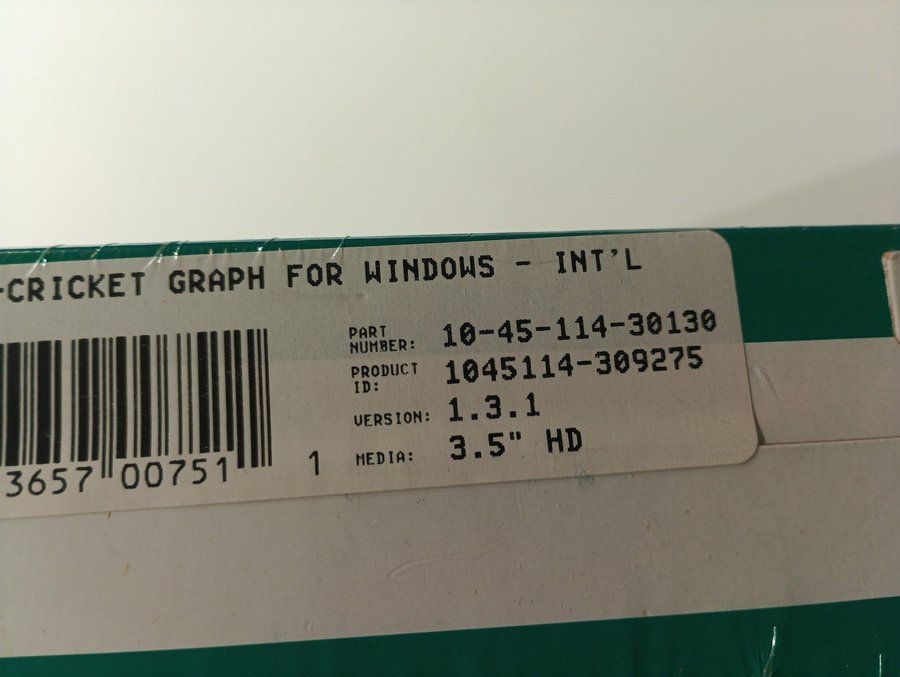 -CRICKET GRAPH FOR WINDOWS - INT'L
PART NUMBER: 10-45-114-30130
PRODUCT ID: 1045114-309275
VERSION: 1.3.1
MEDIA: 3.5" HD
3657 00751 1